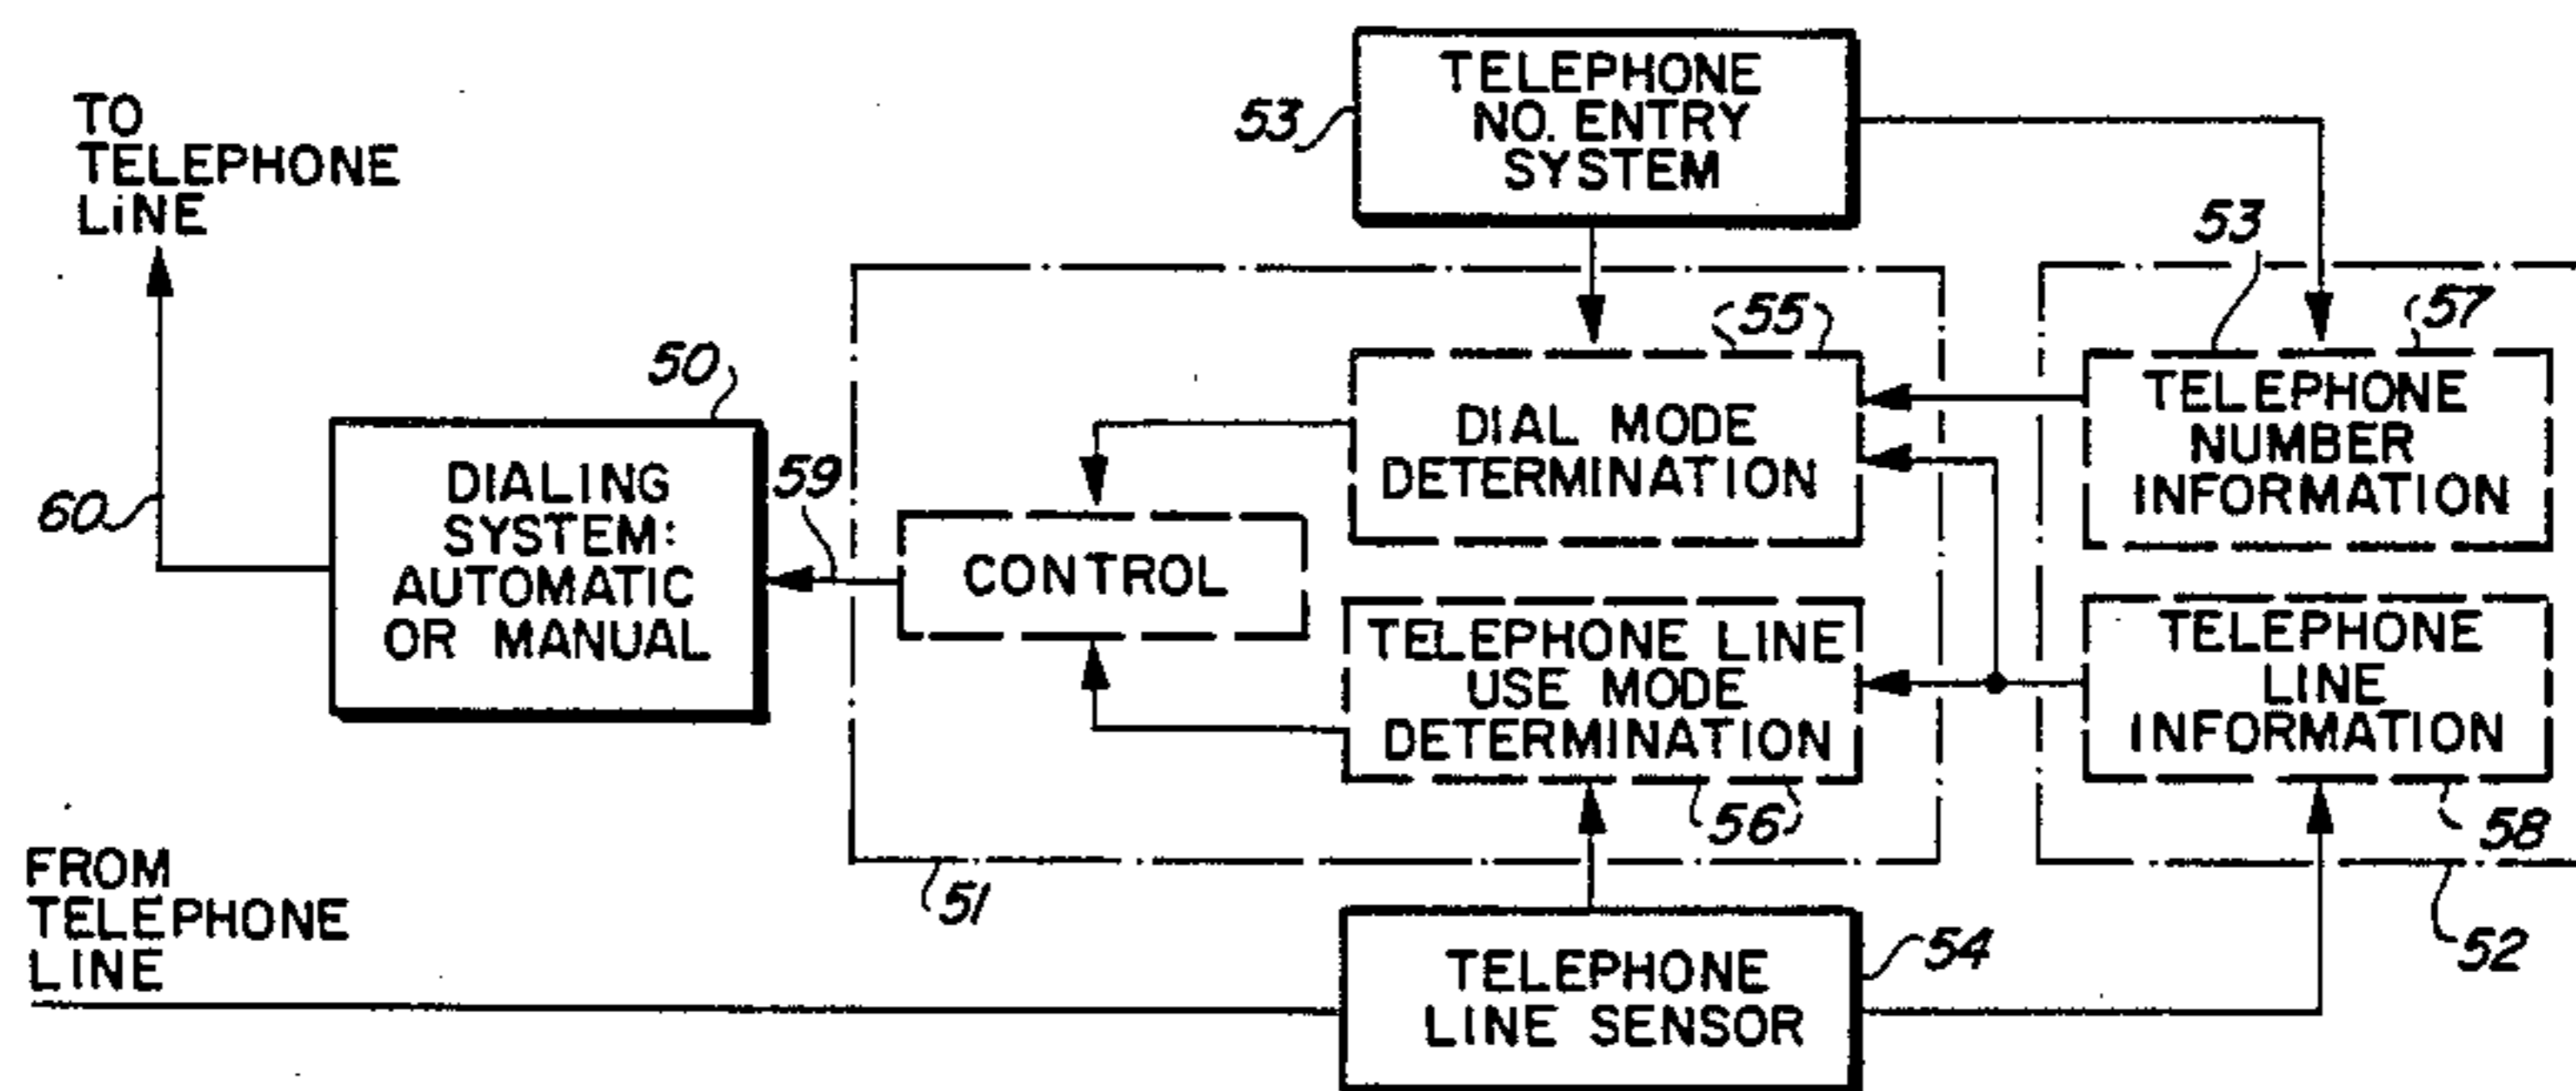 TO
TELEPHONE
LiNE
60
50
DIALING
SYSTEM:
AUTOMATIC
OR MANUAL
59
CONTROL
53
TELEPHONE
NO. ENTRY
SYSTEM
55
DIAL MODE
DETERMINATION
TELEPHONE LINE
USE MODE
DETERMINATION
56
51
53
57
TELEPHONE
NUMBER
INFORMATION
TELEPHONE
LINE
INFORMATION
58
52
FROM
TELEPHONE
LINE
TELEPHONE
LINE SENSOR
54